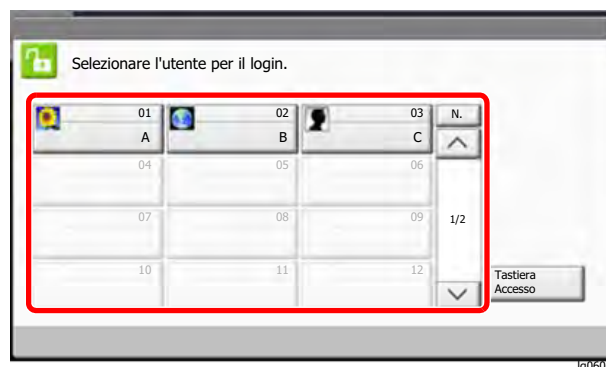 Selezionare l'utente per il login.
01 02 03 N.
A B C
04 05 06
07 08 09 1/2
10 11 12
Tastiera
Accesso